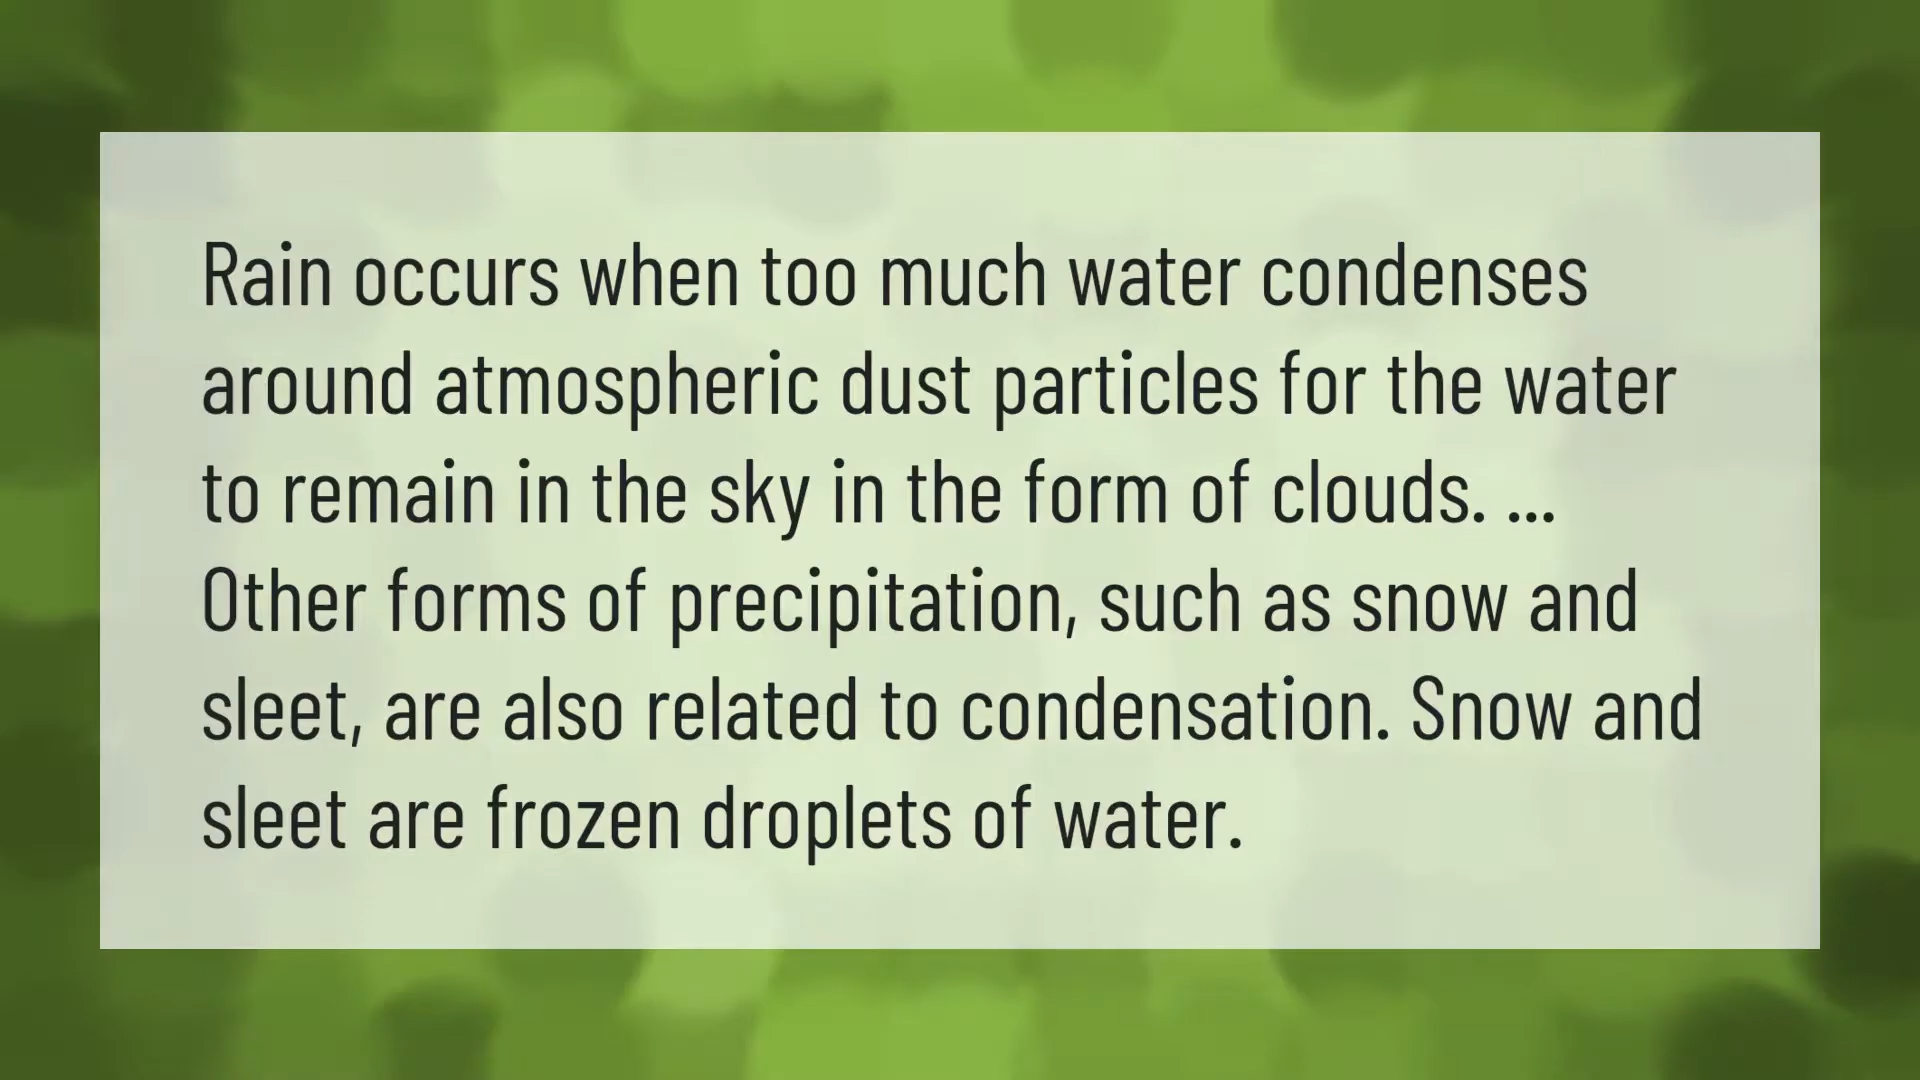 Rain occurs when too much water condenses
around atmospheric dust particles for the water
to remain in the sky in the form of clouds. ...
Other forms of precipitation, such as snow and
sleet, are also related to condensation. Snow and
sleet are frozen droplets of water.